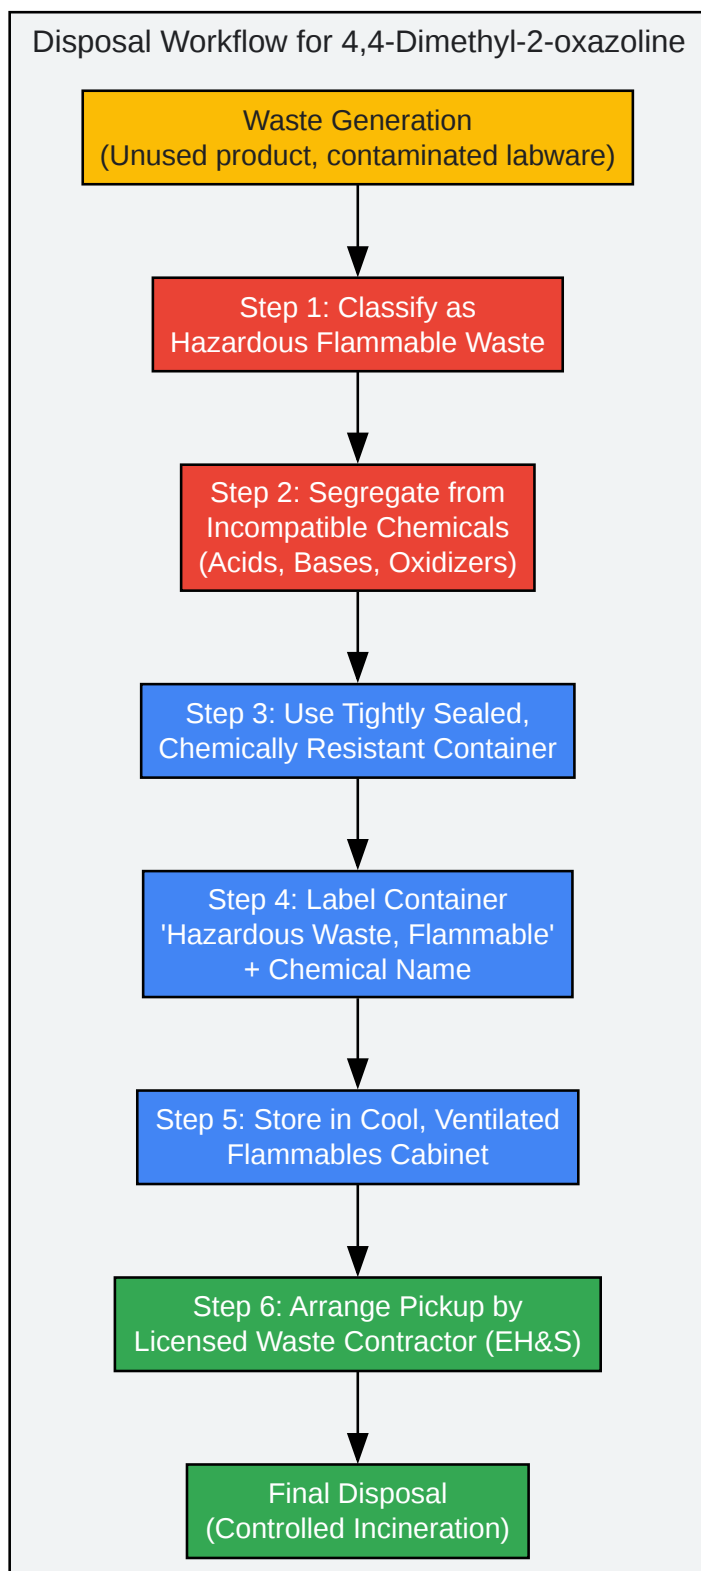 Disposal Workflow for 4,4-Dimethyl-2-oxazoline
Waste Generation
(Unused product, contaminated labware)
Step 1: Classify as
Hazardous Flammable Waste
Step 2: Segregate from
Incompatible Chemicals
(Acids, Bases, Oxidizers)
Step 3: Use Tightly Sealed,
Chemically Resistant Container
Step 4: Label Container
'Hazardous Waste, Flammable'
+ Chemical Name
Step 5: Store in Cool, Ventilated
Flammables Cabinet
Step 6: Arrange Pickup by
Licensed Waste Contractor (EH&S)
Final Disposal
(Controlled Incineration)